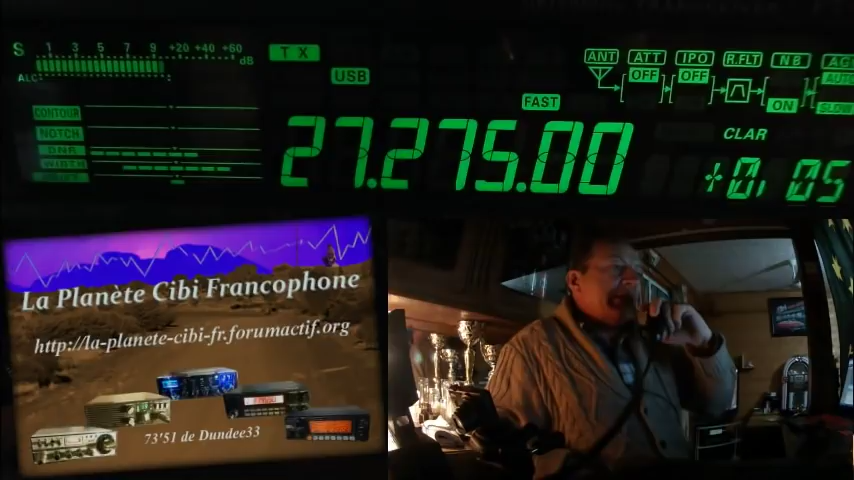 S 1 3 5 7 9 +20 +40 +60 dB
ALC
TX
USB
FAST
ANT ATT IPO R.FLT NB AGC
OFF OFF ON AUTO
SLOW
CONTOUR
NOTCH
DNR
WIDTH
27.275.00
CLAR
+0.05
La Planète Cibi Francophone
http://la-planete-cibi-fr.forumactif.org
73'51 de Dundee33